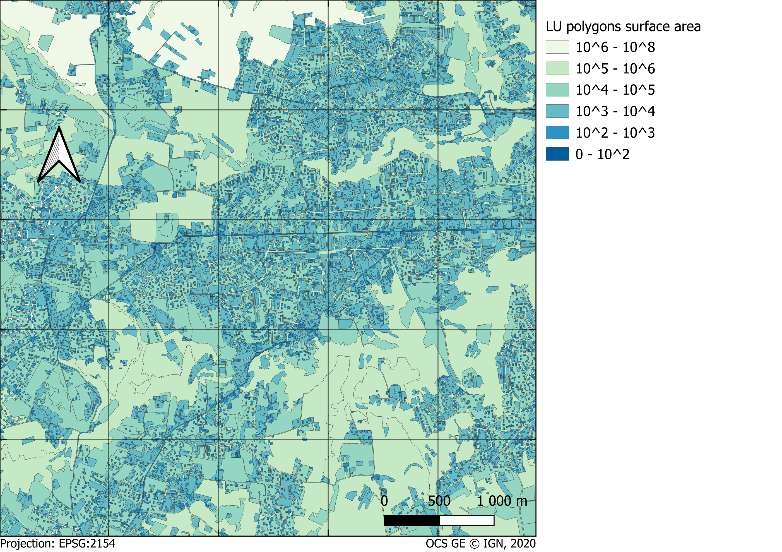 LU polygons surface area
10^6 - 10^8
10^5 - 10^6
10^4 - 10^5
10^3 - 10^4
10^2 - 10^3
0 - 10^2
0 500 1 000 m
Projection: EPSG:2154 OCS GE © IGN, 2020